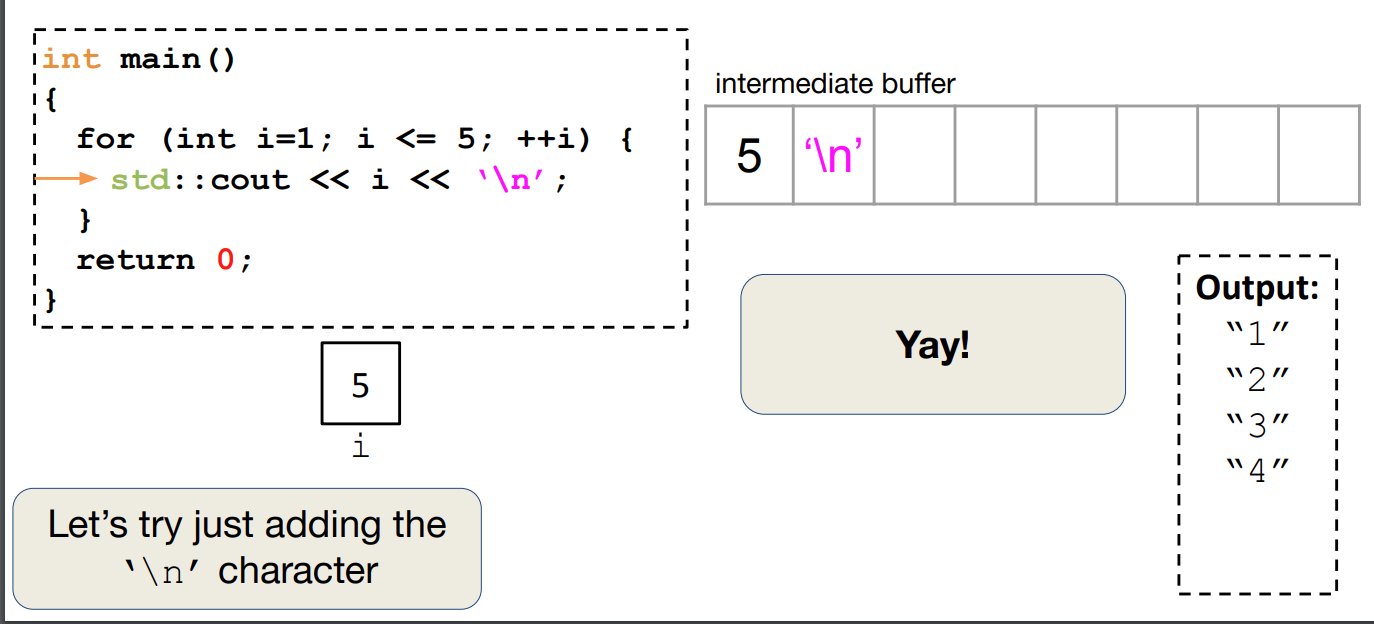 int main()
{
for (int i=1; i <= 5; ++i) {
std::cout << i << ‘\n’;
}
return 0;
}
5
i
Let’s try just adding the
‘\n’ character
intermediate buffer
5 ‘\n’
Yay!
Output:
“1”
“2”
“3”
“4”